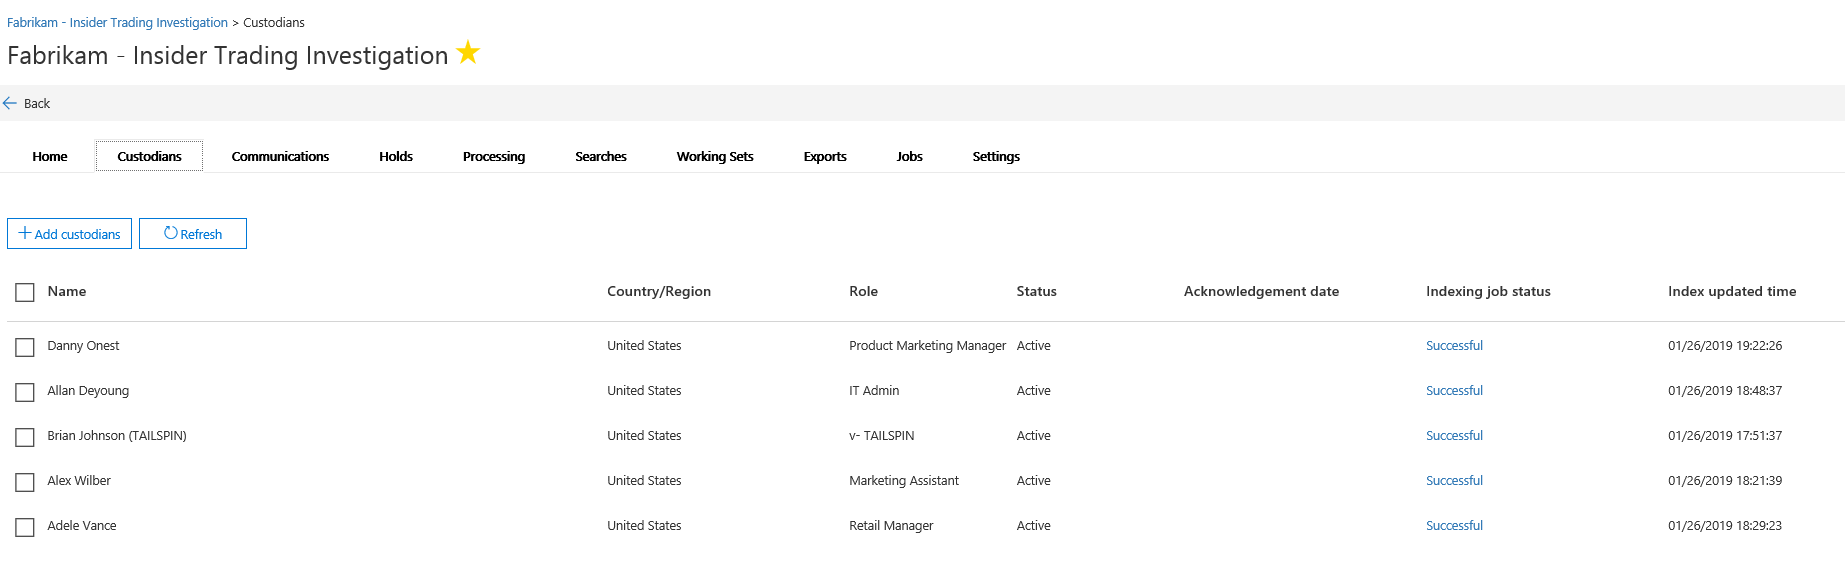 Fabrikam - Insider Trading Investigation > Custodians
Fabrikam - Insider Trading Investigation
Back
Home Custodians Communications Holds Processing Searches Working Sets Exports Jobs Settings
Add custodians Refresh
Name Country/Region Role Status Acknowledgement date Indexing job status Index updated time
Danny Onest United States Product Marketing Manager Active Successful 01/26/2019 19:22:26
Allan Deyoung United States IT Admin Active Successful 01/26/2019 18:48:37
Brian Johnson (TAILSPIN) United States v- TAILSPIN Active Successful 01/26/2019 17:51:37
Alex Wilber United States Marketing Assistant Active Successful 01/26/2019 18:21:39
Adele Vance United States Retail Manager Active Successful 01/26/2019 18:29:23